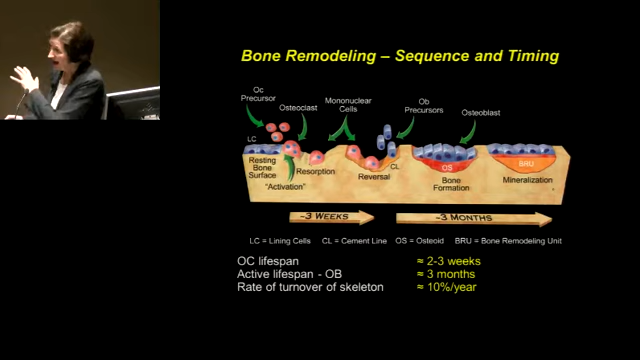 Bone Remodeling – Sequence and Timing
Oc
Precursor
Osteoclast
Mononuclear
Cells
Ob
Precursors
Osteoblast
LC
Resting
Bone
Surface
"Activation"
Resorption
Reversal
CL
OS
Bone
Formation
BRU
Mineralization
~3 WEEKS
~3 MONTHS
LC = Lining Cells CL = Cement Line OS = Osteoid BRU = Bone Remodeling Unit
OC lifespan ≈ 2-3 weeks
Active lifespan - OB ≈ 3 months
Rate of turnover of skeleton ≈ 10%/year